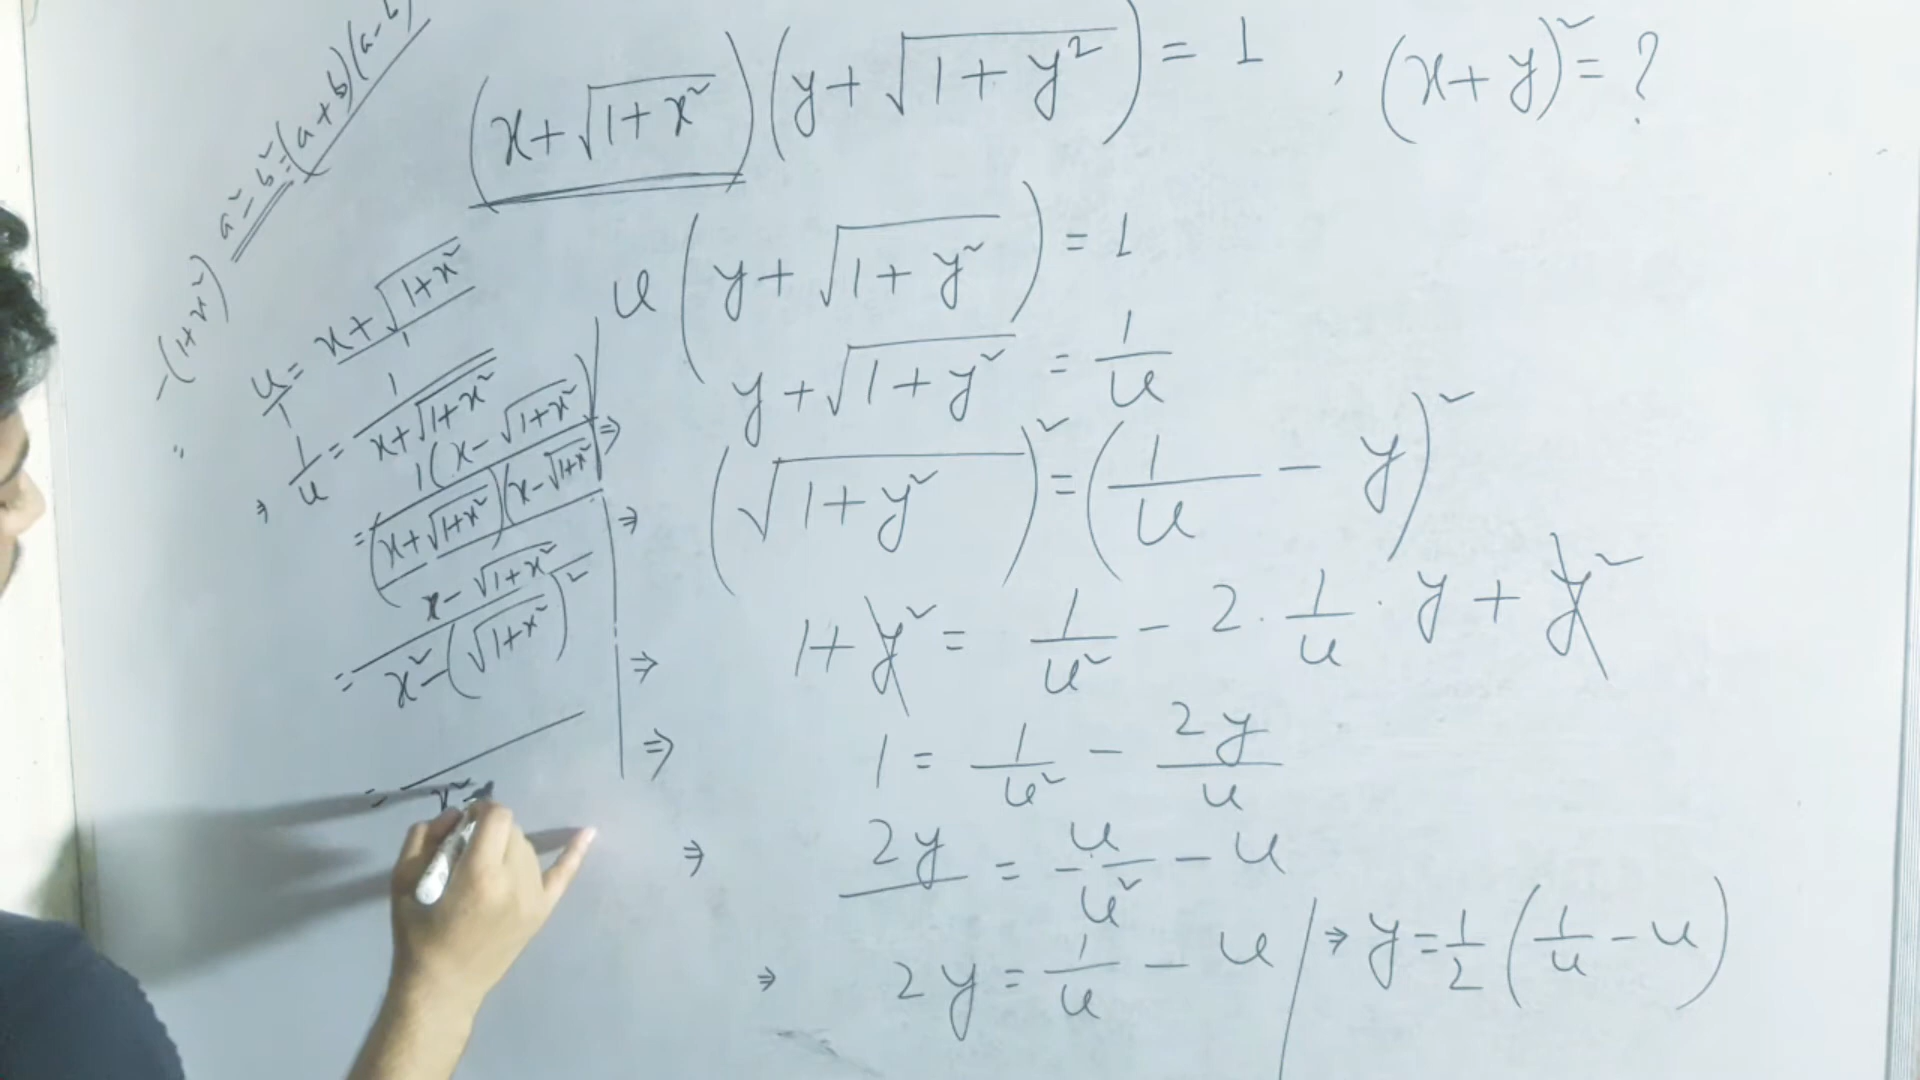 (x+√(1+x²))(y+√(1+y²)) = 1 , (x+y)² = ?
a²-b²=(a+b)(a-b)
-(1+x²)
=
u/1 = (x+√(1+x²))/1
⇒ 1/u = 1/(x+√(1+x²))
= 1(x-√(1+x²))/((x+√(1+x²))(x-√(1+x²)))
= (x-√(1+x²))/(x²-(√(1+x²))²)
= /x²-
u(y+√(1+y²)) = 1
⇒ y+√(1+y²) = 1/u
⇒ (√(1+y²))² = (1/u - y)²
⇒ 1+y² = 1/u² - 2·1/u·y + y²
⇒ 1 = 1/u² - 2y/u
⇒ 2y = u/u² - u
⇒ 2y = 1/u - u
⇒ y = 1/2(1/u - u)